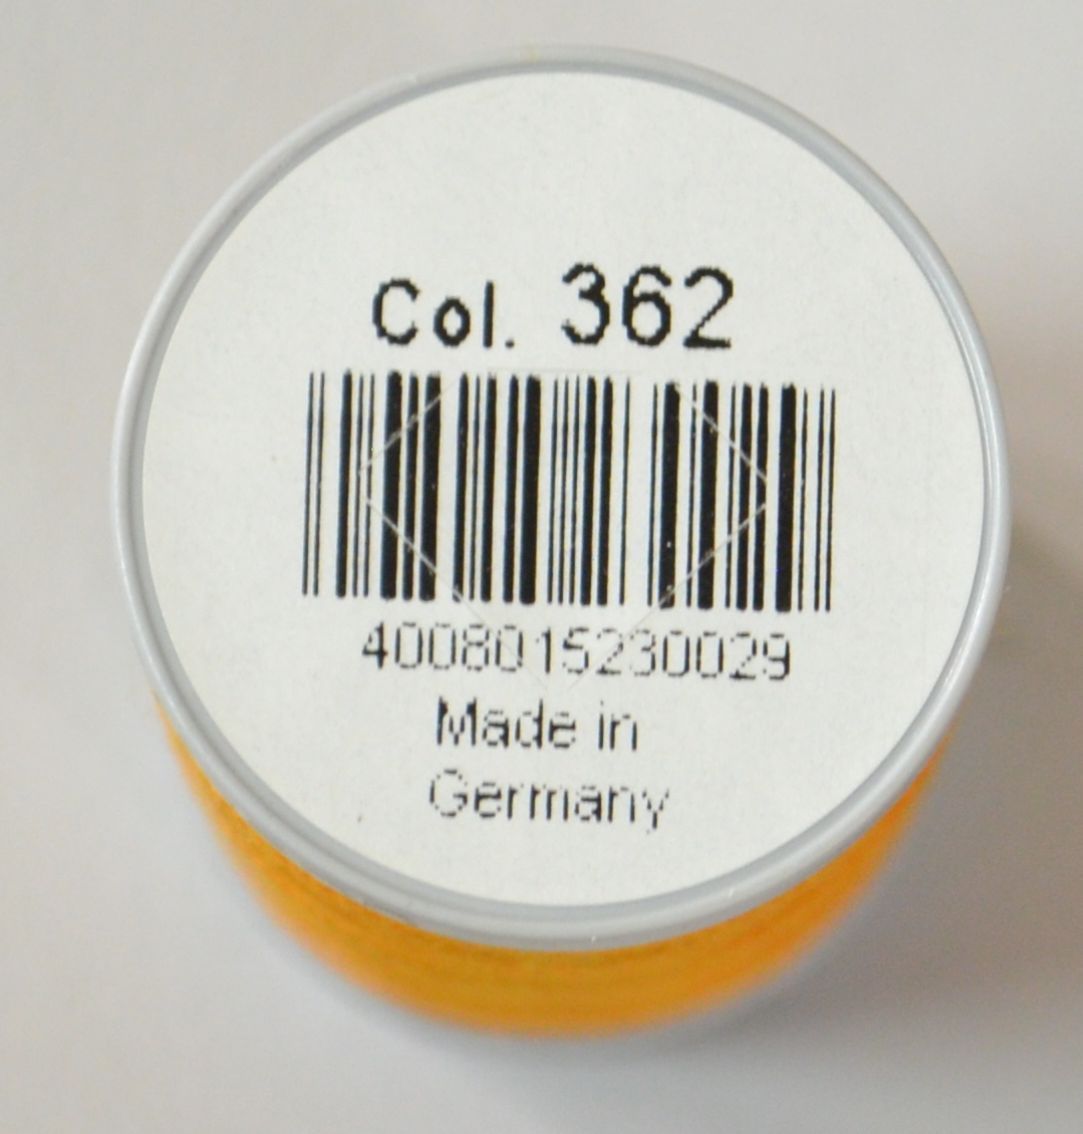 Col. 362
4008015230029
Made in
Germany